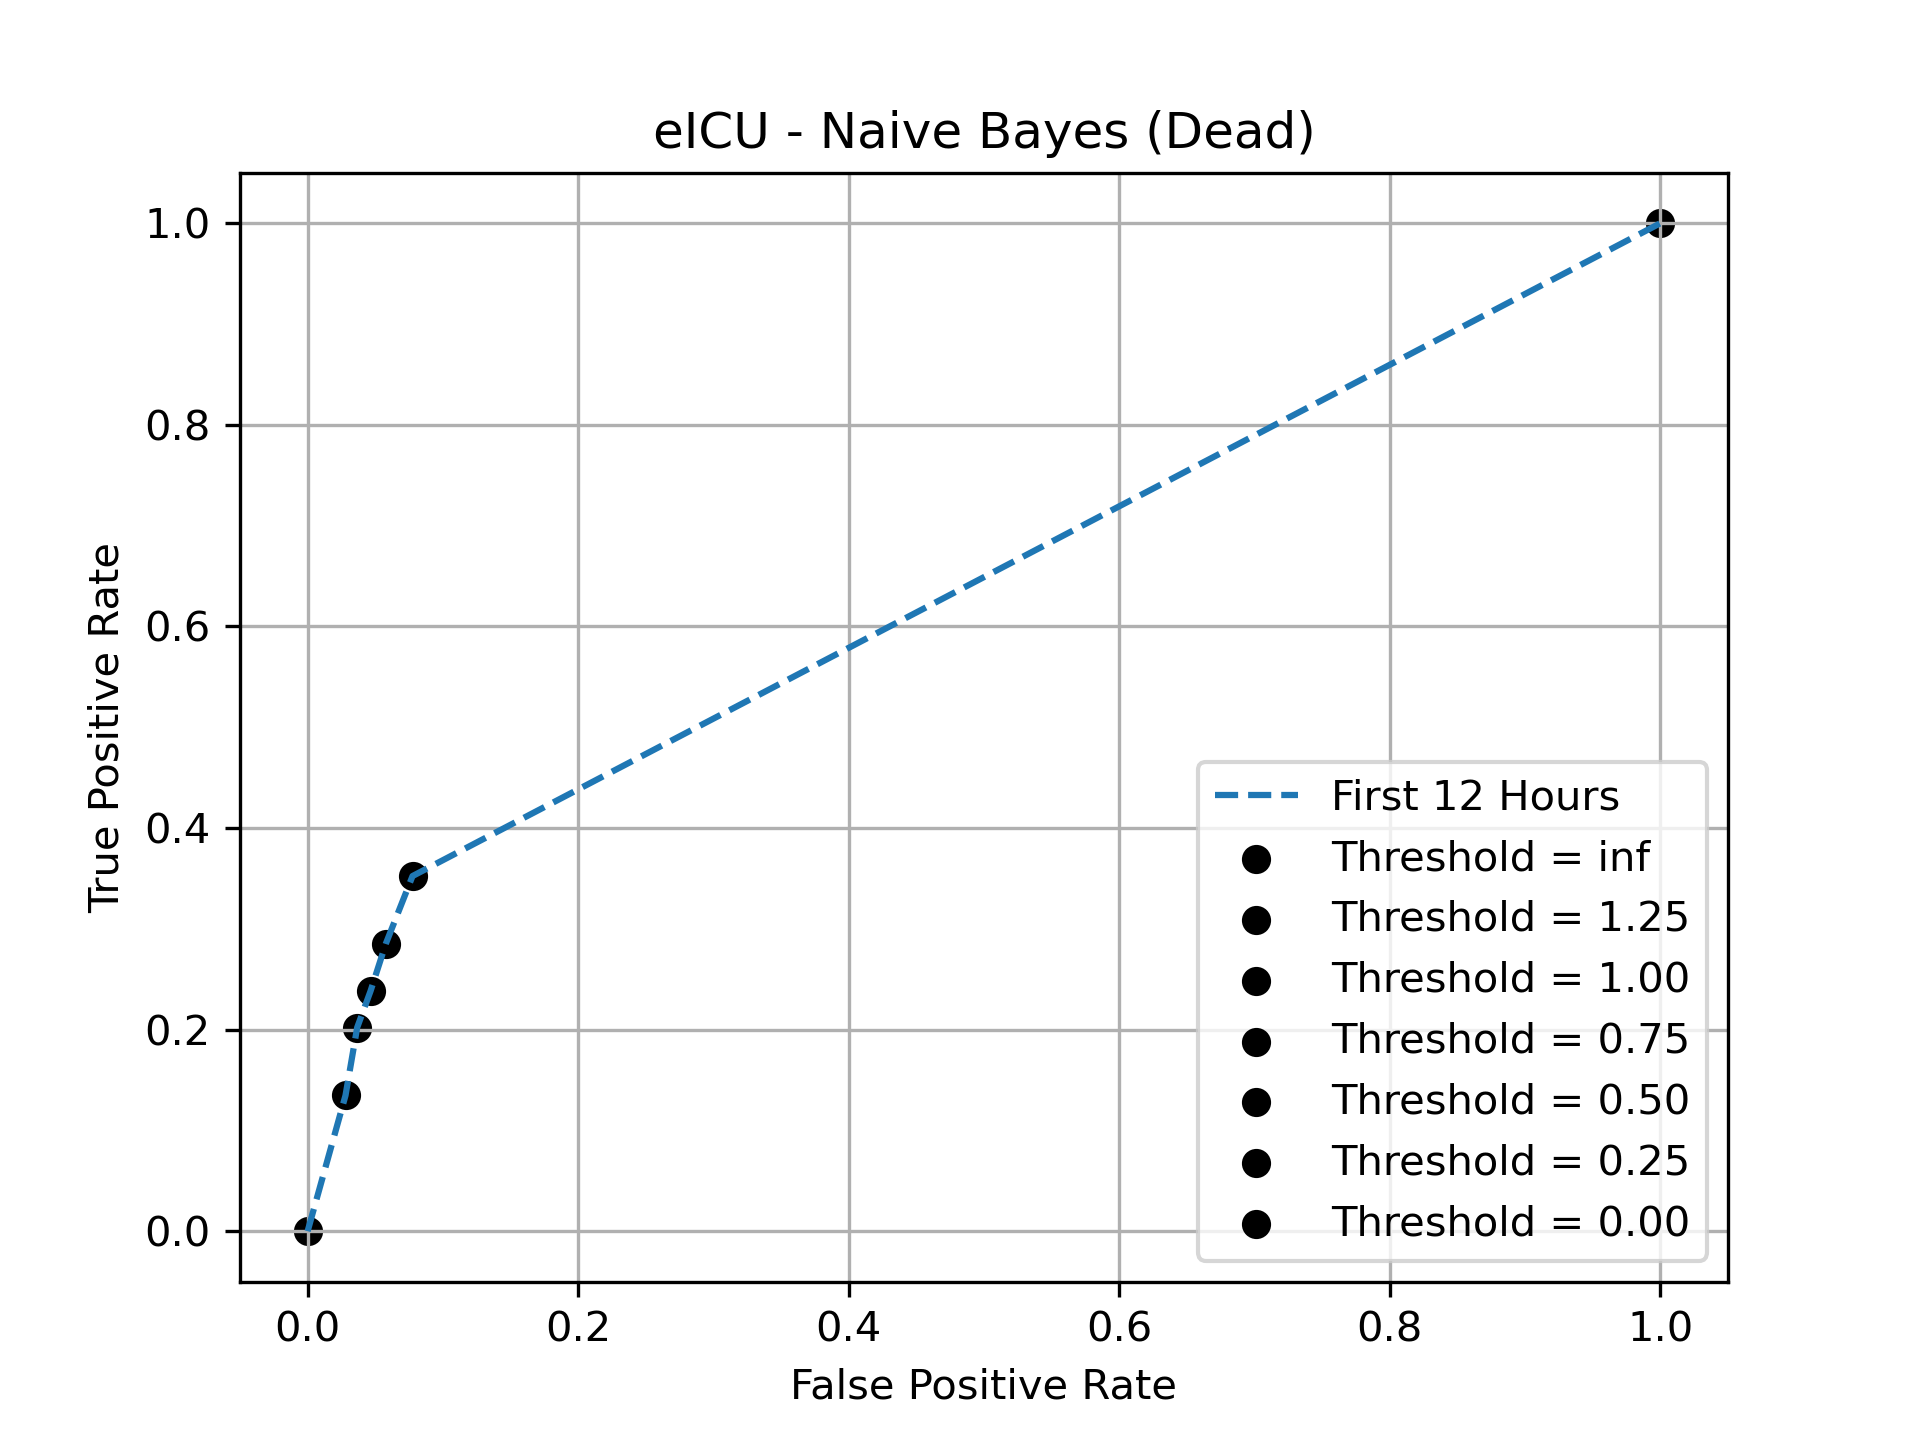 eICU - Naive Bayes (Dead)
True Positive Rate
1.0
0.8
0.6
0.4
0.2
0.0
First 12 Hours
Threshold = inf
Threshold = 1.25
Threshold = 1.00
Threshold = 0.75
Threshold = 0.50
Threshold = 0.25
Threshold = 0.00
0.0 0.2 0.4 0.6 0.8 1.0
False Positive Rate